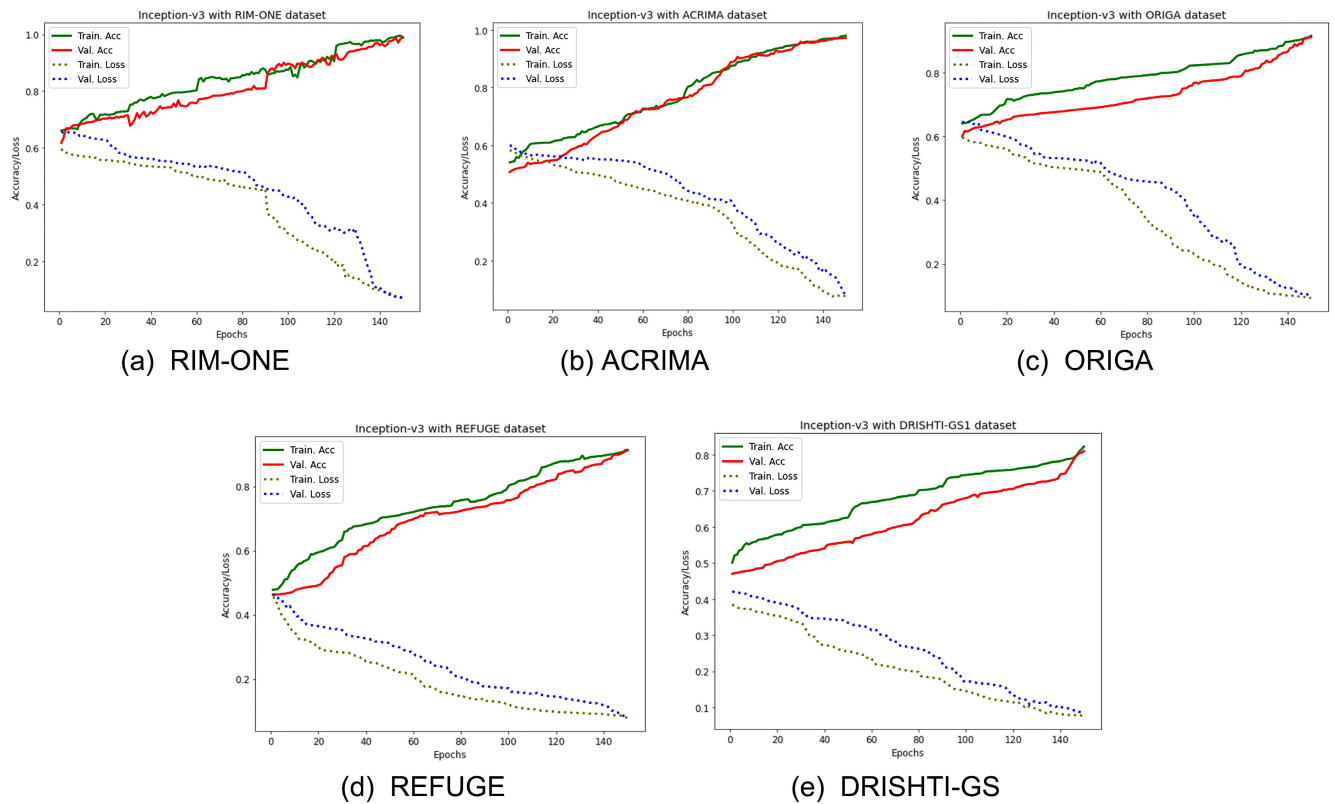 Inception-v3 with RIM-ONE dataset
Train. Acc
Val. Acc
Train. Loss
Val. Loss
Accuracy/Loss
1.0
0.8
0.6
0.4
0.2
0 20 40 60 80 100 120 140
Epochs
(a) RIM-ONE
Inception-v3 with ACRIMA dataset
Train. Acc
Val. Acc
Train. Loss
Val. Loss
Accuracy/Loss
1.0
0.8
0.6
0.4
0.2
0 20 40 60 80 100 120 140
Epochs
(b) ACRIMA
Inception-v3 with ORIGA dataset
Train. Acc
Val. Acc
Train. Loss
Val. Loss
Accuracy/Loss
0.8
0.6
0.4
0.2
0 20 40 60 80 100 120 140
Epochs
(c) ORIGA
Inception-v3 with REFUGE dataset
Train. Acc
Val. Acc
Train. Loss
Val. Loss
Accuracy/Loss
0.8
0.6
0.4
0.2
0 20 40 60 80 100 120 140
Epochs
(d) REFUGE
Inception-v3 with DRISHTI-GS1 dataset
Train. Acc
Val. Acc
Train. Loss
Val. Loss
Accuracy/Loss
0.8
0.7
0.6
0.5
0.4
0.3
0.2
0.1
0 20 40 60 80 100 120 140
Epochs
(e) DRISHTI-GS